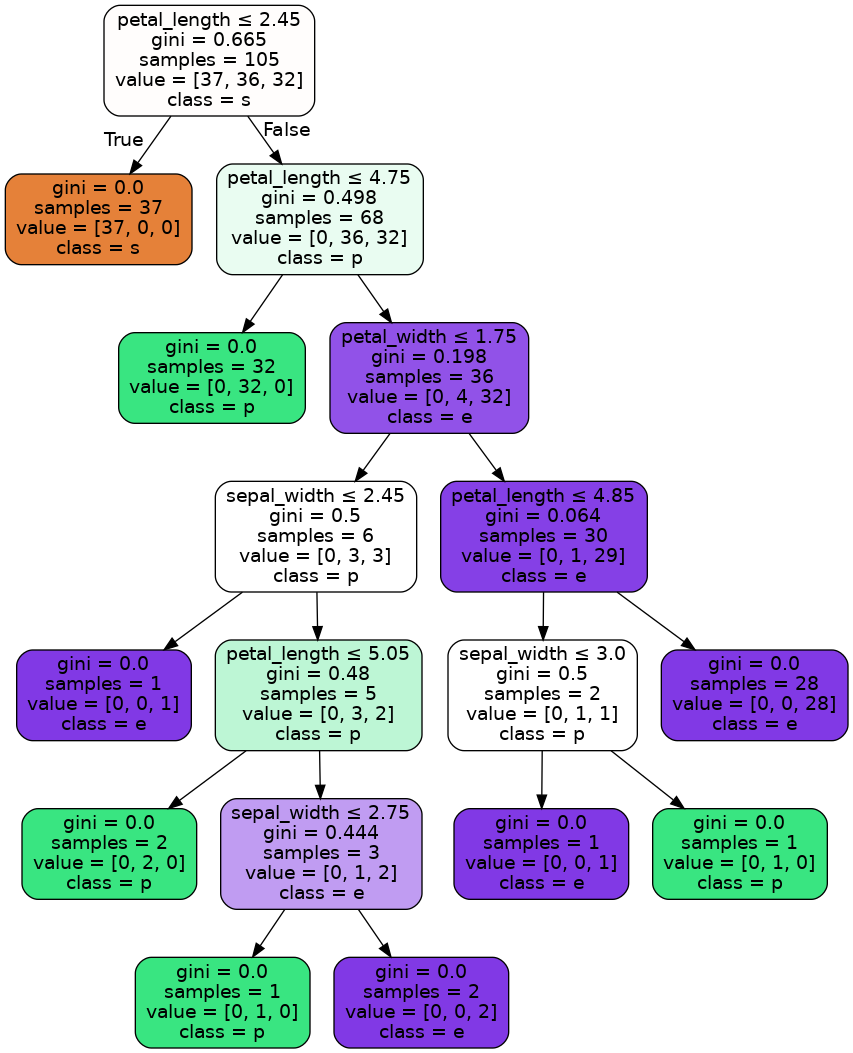 petal_length ≤ 2.45
gini = 0.665
samples = 105
value = [37, 36, 32]
class = s
True
False
gini = 0.0
samples = 37
value = [37, 0, 0]
class = s
petal_length ≤ 4.75
gini = 0.498
samples = 68
value = [0, 36, 32]
class = p
gini = 0.0
samples = 32
value = [0, 32, 0]
class = p
petal_width ≤ 1.75
gini = 0.198
samples = 36
value = [0, 4, 32]
class = e
sepal_width ≤ 2.45
gini = 0.5
samples = 6
value = [0, 3, 3]
class = p
petal_length ≤ 4.85
gini = 0.064
samples = 30
value = [0, 1, 29]
class = e
gini = 0.0
samples = 1
value = [0, 0, 1]
class = e
petal_length ≤ 5.05
gini = 0.48
samples = 5
value = [0, 3, 2]
class = p
sepal_width ≤ 3.0
gini = 0.5
samples = 2
value = [0, 1, 1]
class = p
gini = 0.0
samples = 28
value = [0, 0, 28]
class = e
gini = 0.0
samples = 2
value = [0, 2, 0]
class = p
sepal_width ≤ 2.75
gini = 0.444
samples = 3
value = [0, 1, 2]
class = e
gini = 0.0
samples = 1
value = [0, 0, 1]
class = e
gini = 0.0
samples = 1
value = [0, 1, 0]
class = p
gini = 0.0
samples = 1
value = [0, 1, 0]
class = p
gini = 0.0
samples = 2
value = [0, 0, 2]
class = e